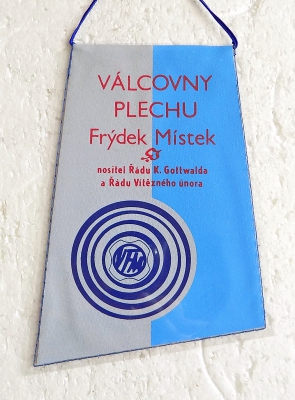 VÁLCOVNY
PLECHU
Frýdek Místek
nositel Řádu K. Gottwalda
a Řádu Vítězného února
VPFM